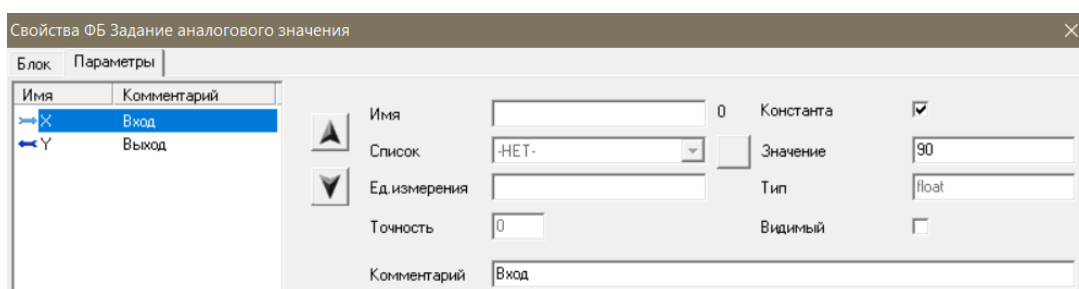 Свойства ФБ Задание аналогового значения
Блок Параметры
Имя Комментарий
X Вход
Y Выход
Имя 0 Константа
Список -НЕТ- Значение 90
Ед.измерения Тип float
Точность 0 Видимый
Комментарий Вход